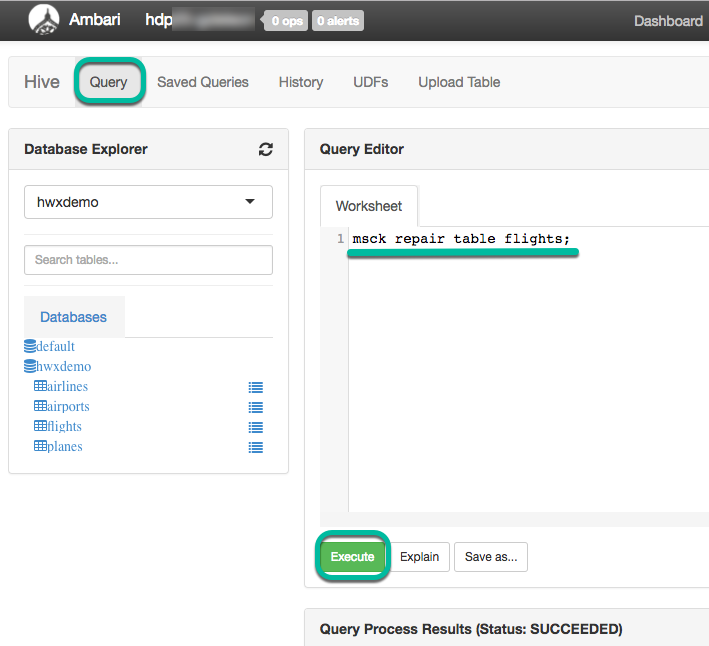 Ambari hdp 0 ops 0 alerts Dashboard
Hive Query Saved Queries History UDFs Upload Table
Database Explorer
hwxdemo
Search tables...
Databases
default
hwxdemo
airlines
airports
flights
planes
Query Editor
Worksheet
1 msck repair table flights;
Execute Explain Save as...
Query Process Results (Status: SUCCEEDED)